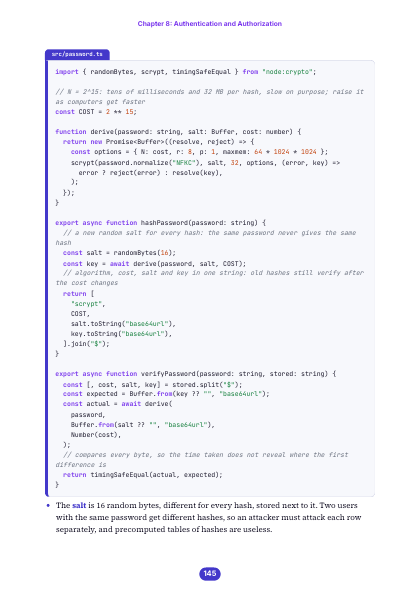 Chapter 8: Authentication and Authorization
src/password.ts
import { randomBytes, scrypt, timingSafeEqual } from "node:crypto";
// N = 2^15: tens of milliseconds and 32 MB per hash, slow on purpose; raise it
as computers get faster
const COST = 2 ** 15;
function derive(password: string, salt: Buffer, cost: number) {
return new Promise<Buffer>((resolve, reject) => {
const options = { N: cost, r: 8, p: 1, maxmem: 64 * 1024 * 1024 };
scrypt(password.normalize("NFKC"), salt, 32, options, (error, key) =>
error ? reject(error) : resolve(key),
);
});
}
export async function hashPassword(password: string) {
// a new random salt for every hash: the same password never gives the same
hash
const salt = randomBytes(16);
const key = await derive(password, salt, COST);
// algorithm, cost, salt and key in one string: old hashes still verify after
the cost changes
return [
"scrypt",
COST,
salt.toString("base64url"),
key.toString("base64url"),
].join("$");
}
export async function verifyPassword(password: string, stored: string) {
const [, cost, salt, key] = stored.split("$");
const expected = Buffer.from(key ?? "", "base64url");
const actual = await derive(
password,
Buffer.from(salt ?? "", "base64url"),
Number(cost),
);
// compares every byte, so the time taken does not reveal where the first
difference is
return timingSafeEqual(actual, expected);
}
• The salt is 16 random bytes, different for every hash, stored next to it. Two users
with the same password get different hashes, so an attacker must attack each row
separately, and precomputed tables of hashes are useless.
145